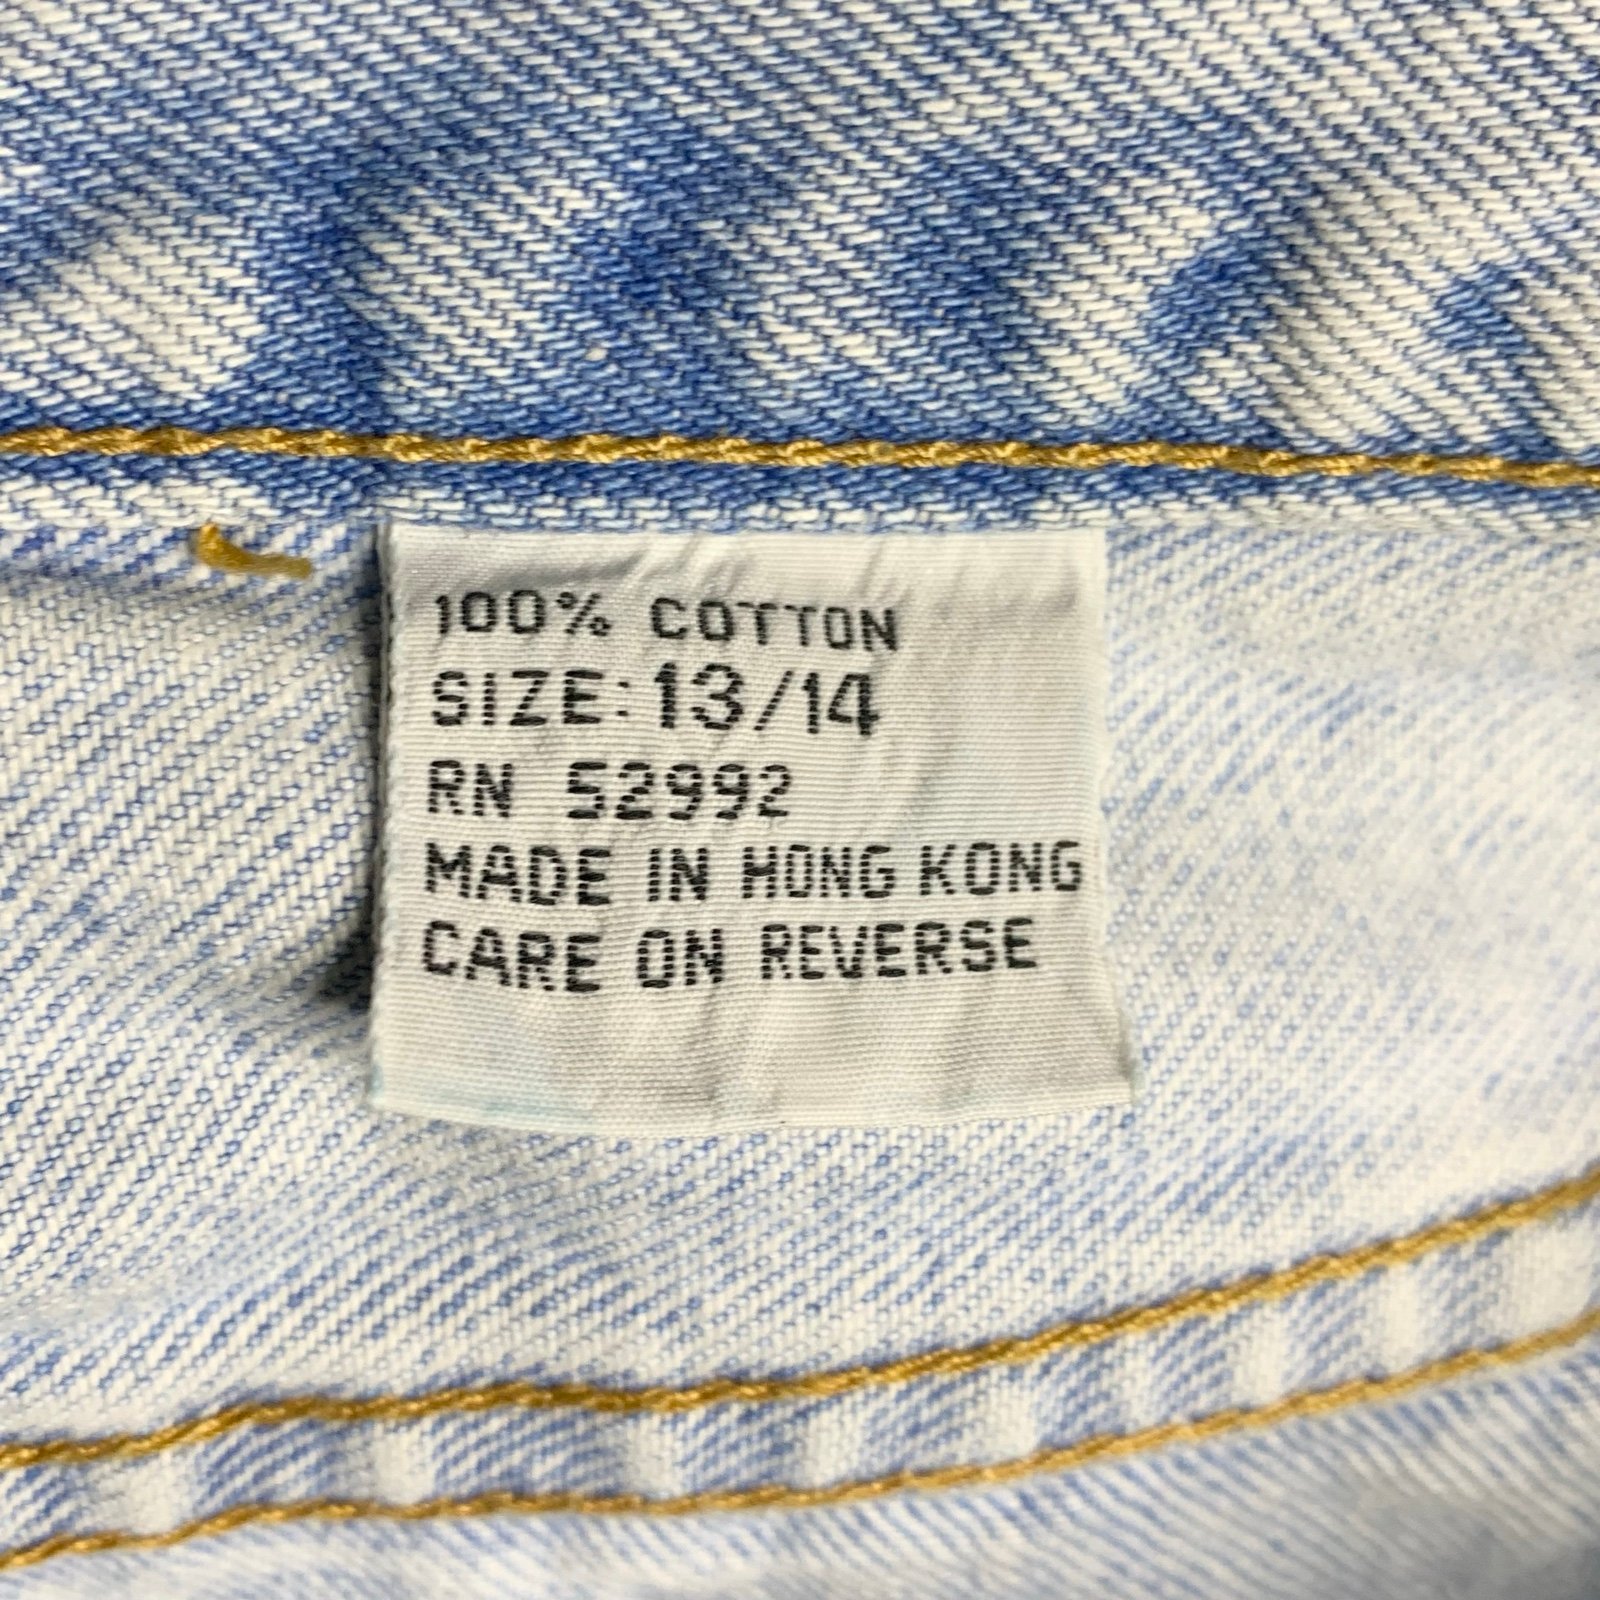 100% COTTON
SIZE: 13/14
RN 52992
MADE IN HONG KONG
CARE ON REVERSE